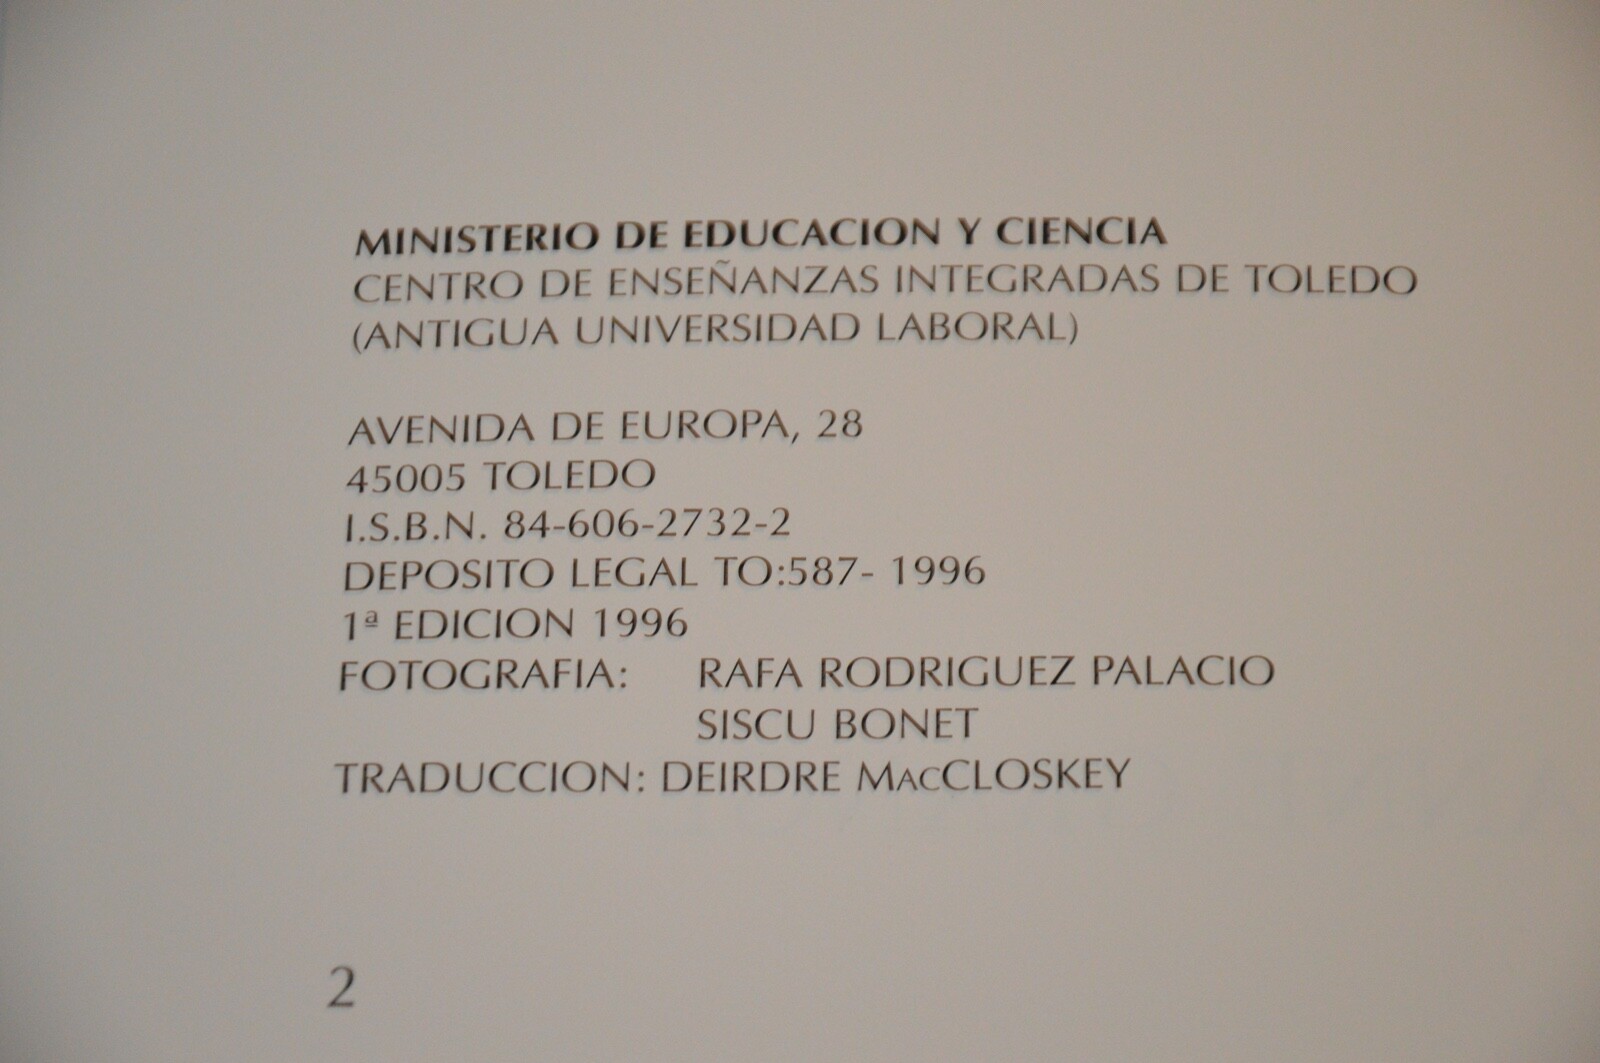 MINISTERIO DE EDUCACION Y CIENCIA
CENTRO DE ENSEÑANZAS INTEGRADAS DE TOLEDO
(ANTIGUA UNIVERSIDAD LABORAL)
AVENIDA DE EUROPA, 28
45005 TOLEDO
I.S.B.N. 84-606-2732-2
DEPOSITO LEGAL TO:587- 1996
1ª EDICION 1996
FOTOGRAFIA: RAFA RODRIGUEZ PALACIO
SISCU BONET
TRADUCCION: DEIRDRE MACCLOSKEY
2